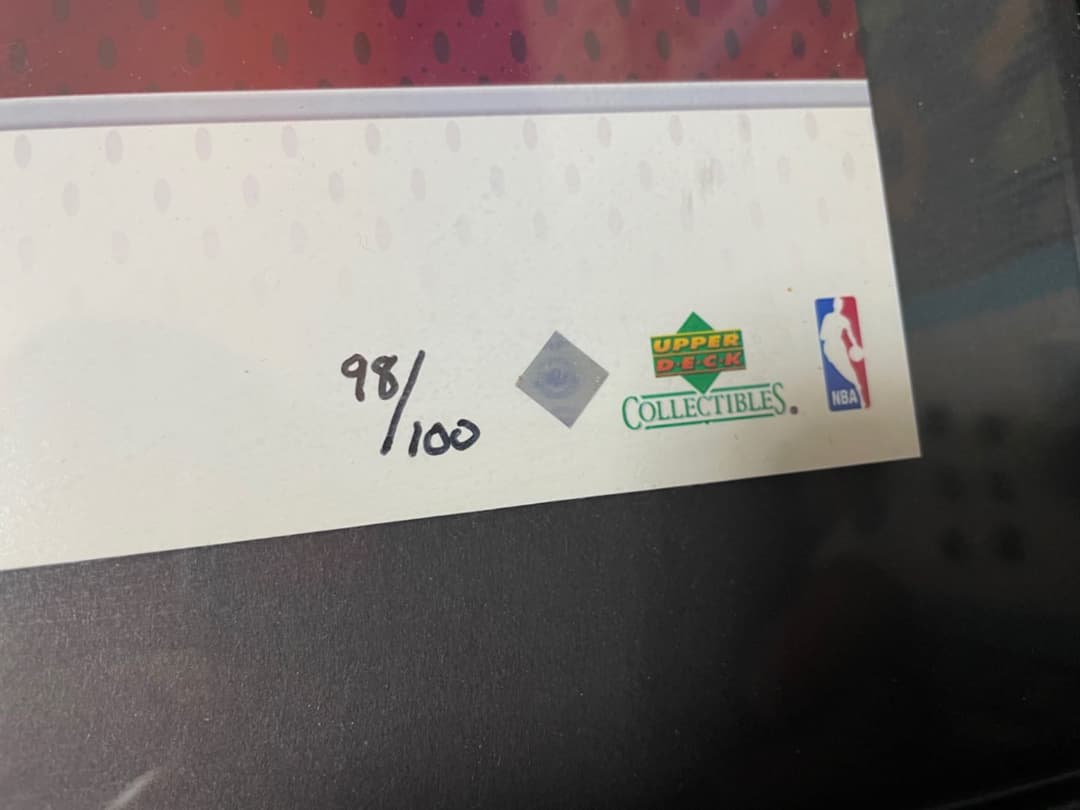 98/100
UPPER
DECK
COLLECTIBLES
NBA